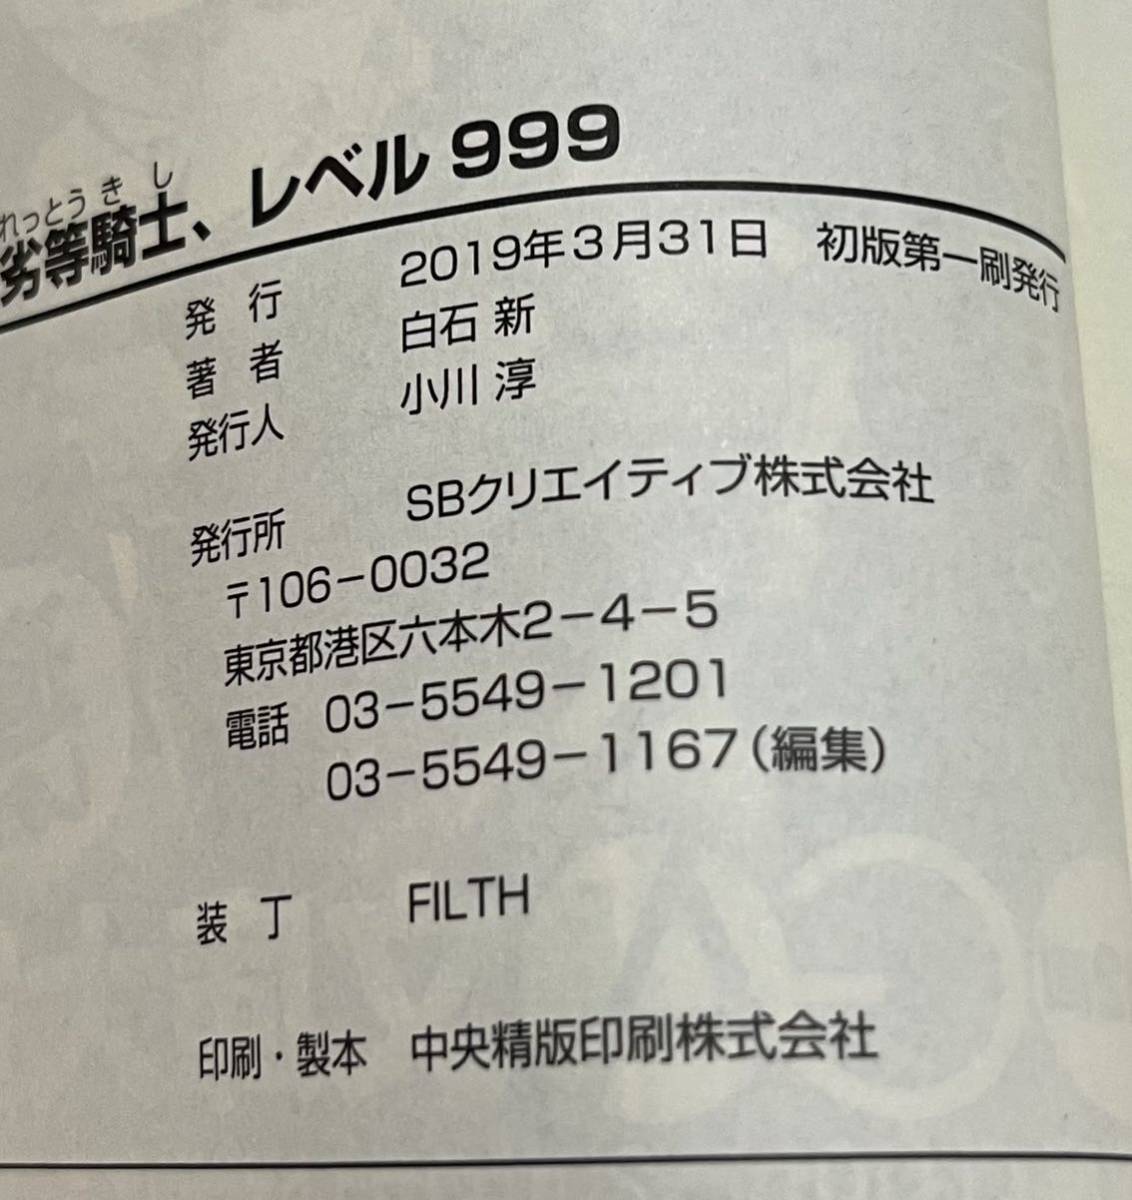 れっとう き し
劣等騎士、レベル999
発 行 2019年3月31日 初版第一刷発行
著 者 白石 新
発行人 小川 淳
発行所 SBクリエイティブ株式会社
〒106-0032
東京都港区六本木2-4-5
電話 03-5549-1201
03-5549-1167(編集)
装 丁 FILTH
印刷・製本 中央精版印刷株式会社